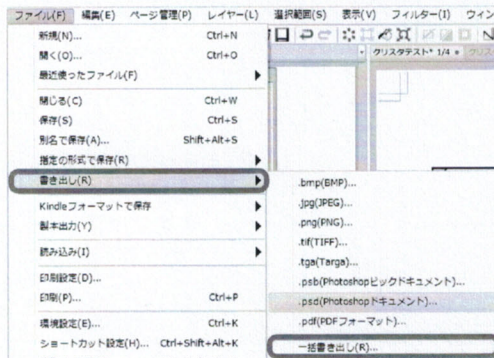 ファイル(F) 編集(E) ページ管理(P) レイヤー(L) 選択範囲(S) 表示(V) フィルター(I) ウィン
新規(N)... Ctrl+N
開く(O)... Ctrl+O
最近使ったファイル(F)
閉じる(C) Ctrl+W
保存(S) Ctrl+S
別名で保存(A)... Shift+Alt+S
指定の形式で保存(R)
書き出し(R)
Kindleフォーマットで保存
製本出力(Y)
読み込み(I)
印刷設定(D)...
印刷(P)... Ctrl+P
環境設定(E)... Ctrl+K
ショートカット設定(H)... Ctrl+Shift+Alt+K
クリスタテスト* 1/4 クリス
.bmp(BMP)...
.jpg(JPEG)...
.png(PNG)...
.tif(TIFF)...
.tga(Targa)...
.psb(Photoshopビックドキュメント)...
.psd(Photoshopドキュメント)...
.pdf(PDFフォーマット)...
一括書き出し(R)...